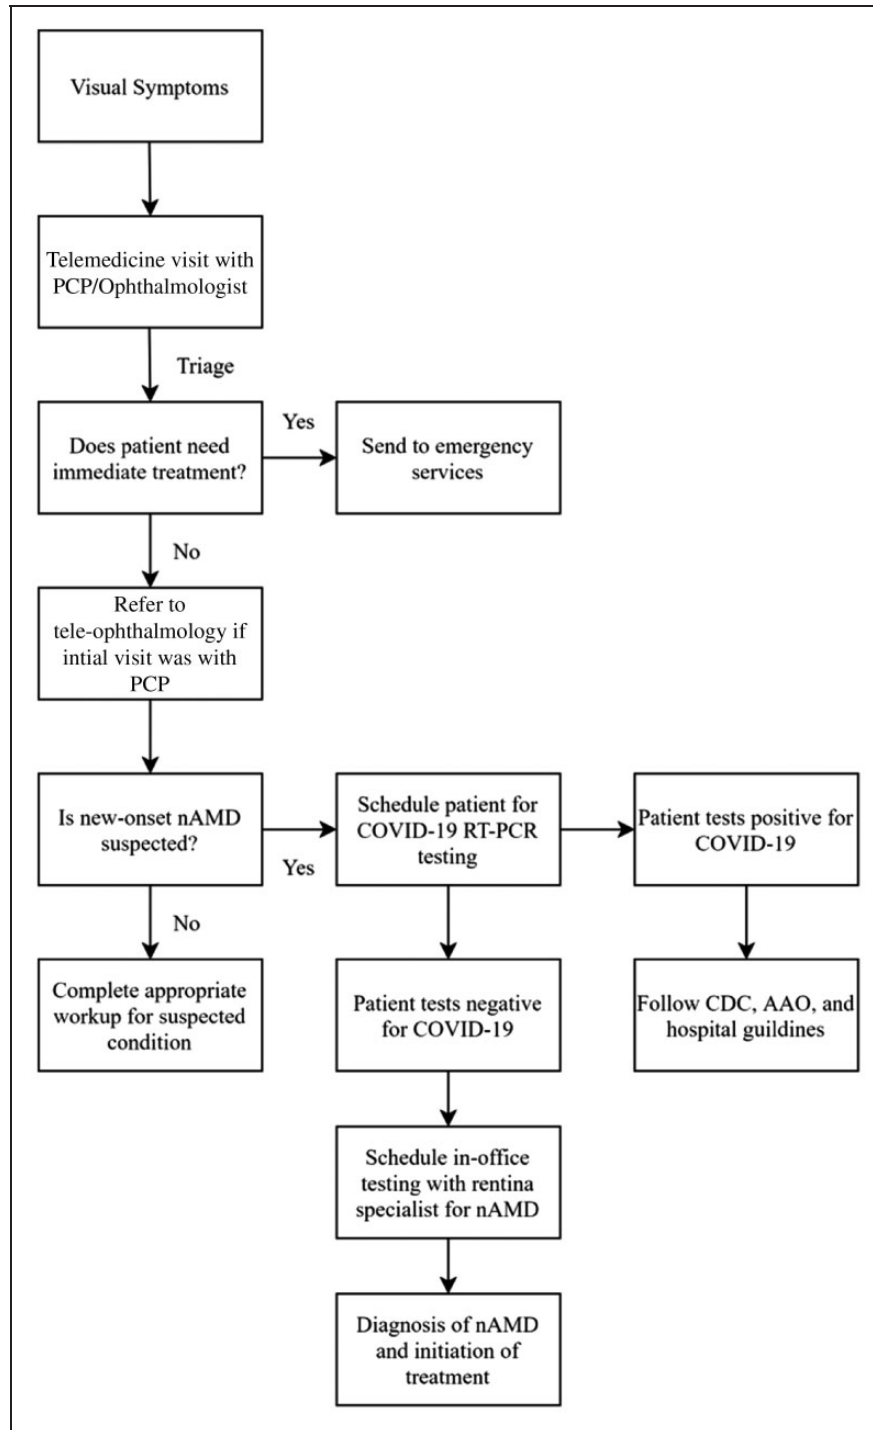 Visual Symptoms
Telemedicine visit with
PCP/Ophthalmologist
Triage
Does patient need
immediate treatment?
Yes
Send to emergency
services
No
Refer to
tele-ophthalmology if
intial visit was with
PCP
Is new-onset nAMD
suspected?
Yes
Schedule patient for
COVID-19 RT-PCR
testing
Patient tests positive for
COVID-19
No
Complete appropriate
workup for suspected
condition
Patient tests negative
for COVID-19
Follow CDC, AAO, and
hospital guildines
Schedule in-office
testing with rentina
specialist for nAMD
Diagnosis of nAMD
and initiation of
treatment